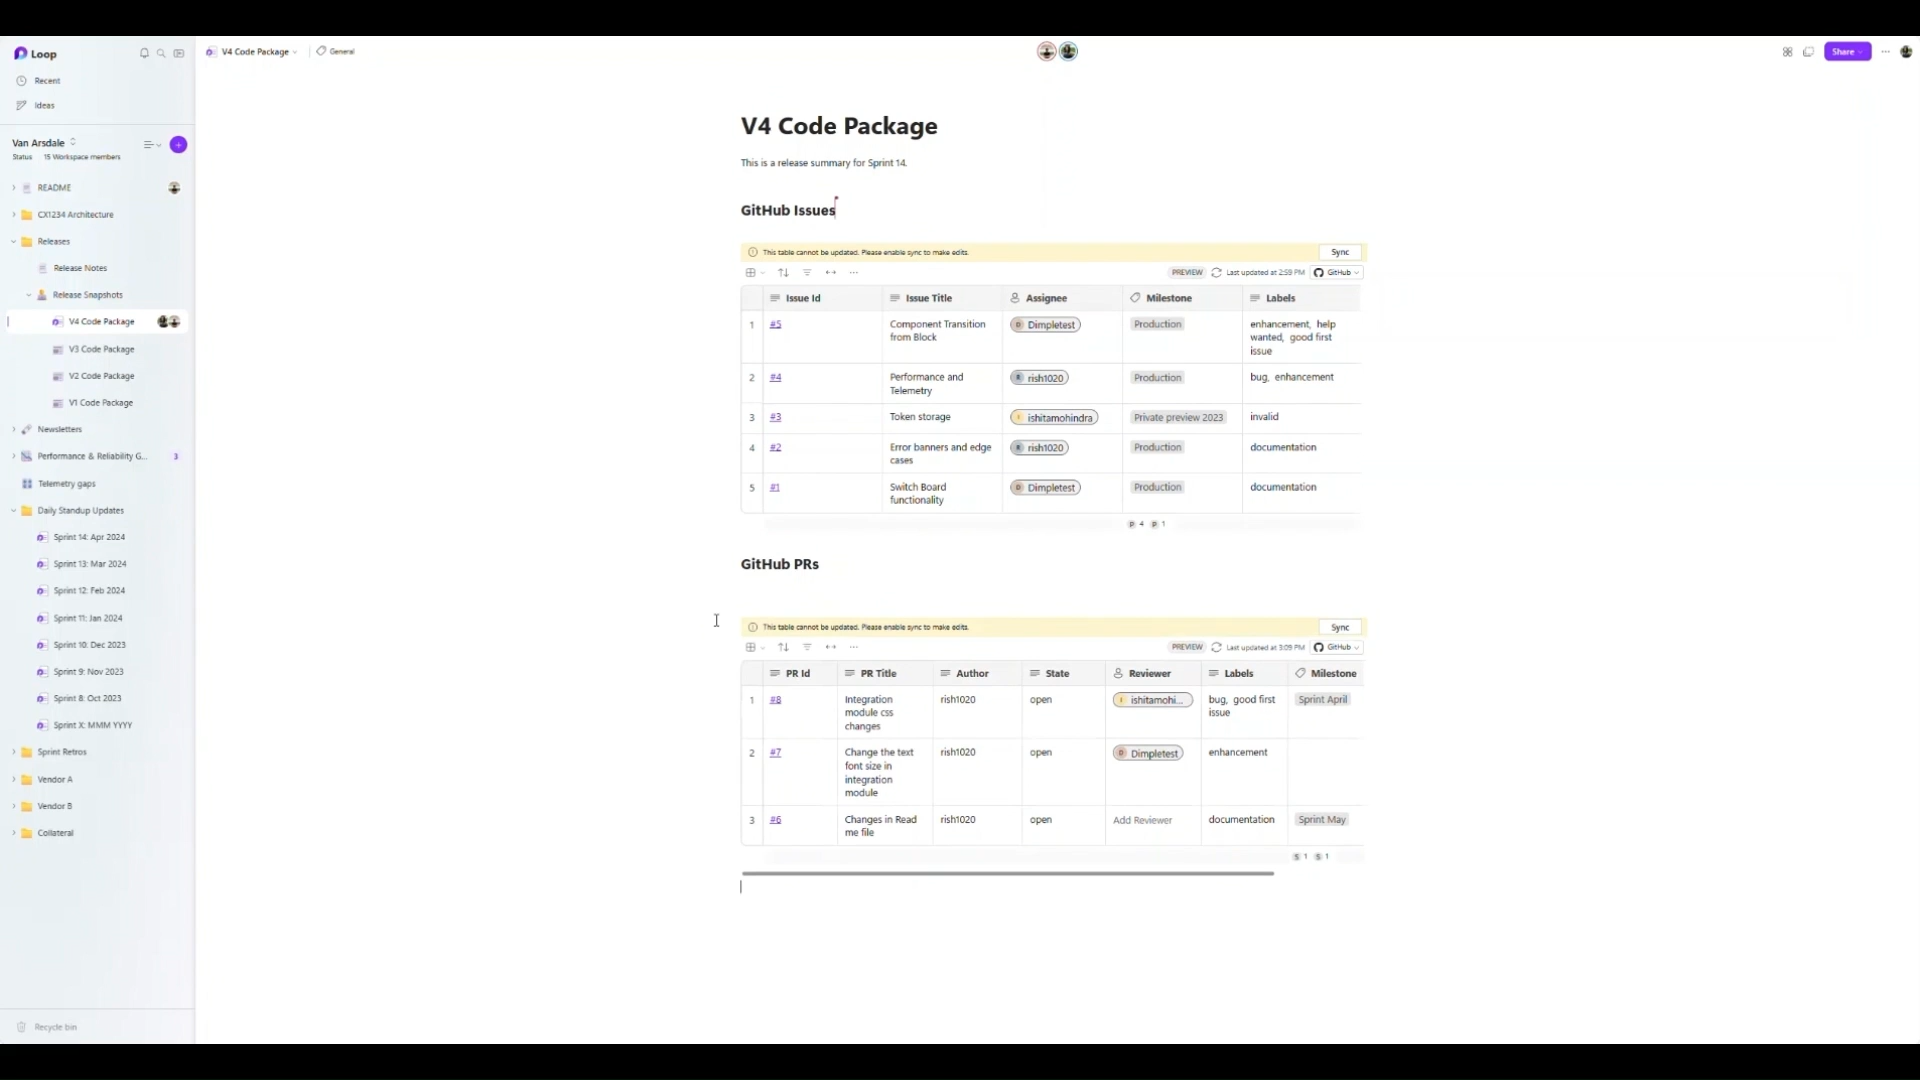 Loop
V4 Code Package
General
Share
Recent
Ideas
Van Arsdale
Status 15 Workspace members
README
CX1234 Architecture
Releases
Release Notes
Release Snapshots
V4 Code Package
V3 Code Package
V2 Code Package
V1 Code Package
Newsletters
Performance & Reliability G... 3
Telemetry gaps
Daily Standup Updates
Sprint 14: Apr 2024
Sprint 13: Mar 2024
Sprint 12: Feb 2024
Sprint 11: Jan 2024
Sprint 10: Dec 2023
Sprint 9: Nov 2023
Sprint 8: Oct 2023
Sprint X: MMM YYYY
Sprint Retros
Vendor A
Vendor B
Collateral
Recycle bin
V4 Code Package
This is a release summary for Sprint 14.
GitHub Issues
This table cannot be updated. Please enable sync to make edits. Sync
PREVIEW Last updated at 2:59 PM GitHub
Issue Id Issue Title Assignee Milestone Labels
1 #5 Component Transition D Dimpletest Production enhancement, help
from Block wanted, good first
issue
2 #4 Performance and R rish1020 Production bug, enhancement
Telemetry
3 #3 Token storage I ishitamohindra Private preview 2023 invalid
4 #2 Error banners and edge R rish1020 Production documentation
cases
5 #1 Switch Board D Dimpletest Production documentation
functionality
P 4 P 1
GitHub PRs
This table cannot be updated. Please enable sync to make edits. Sync
PREVIEW Last updated at 3:09 PM GitHub
PR Id PR Title Author State Reviewer Labels Milestone
1 #8 Integration rish1020 open I ishitamohi... bug, good first Sprint April
module css issue
changes
2 #7 Change the text rish1020 open D Dimpletest enhancement
font size in
integration
module
3 #6 Changes in Read rish1020 open Add Reviewer documentation Sprint May
me file
S 1 S 1